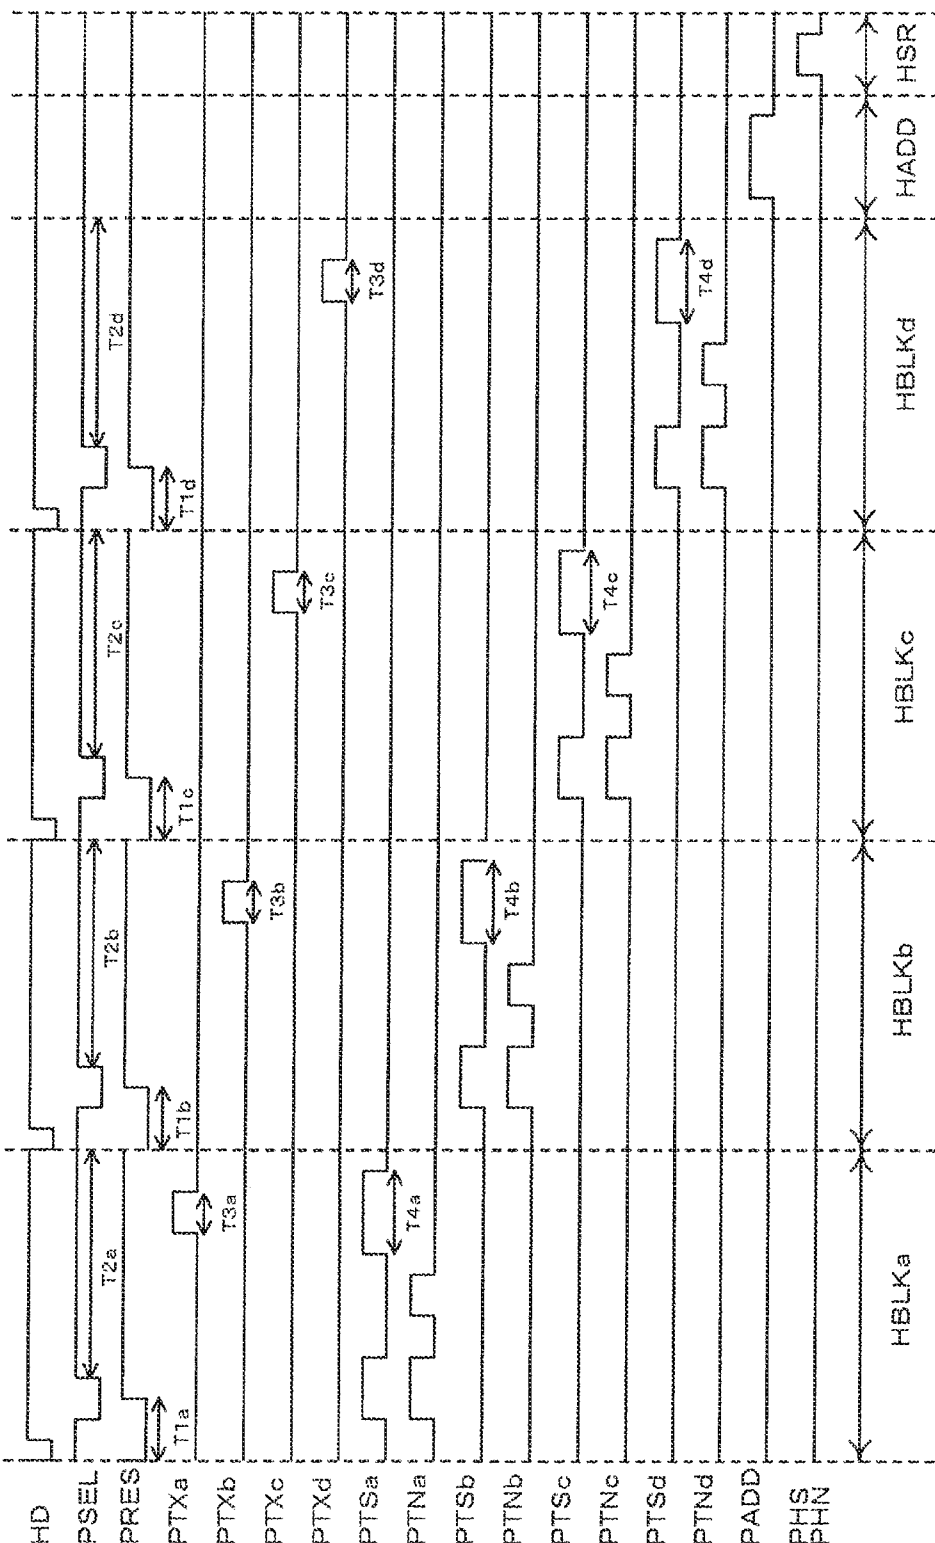 HD
PSEL
PRES
PTXa
PTXb
PTXc
PTXd
PTSa
PTNa
PTSb
PTNb
PTSc
PTNc
PTSd
PTNd
PADD
PHS
PHN
T2a
T2b
T2c
T2d
T1a
T1b
T1c
T1d
T3a
T3b
T3c
T3d
T4a
T4b
T4c
T4d
HBLKa
HBLKb
HBLKc
HBLKd
HADD
HSR